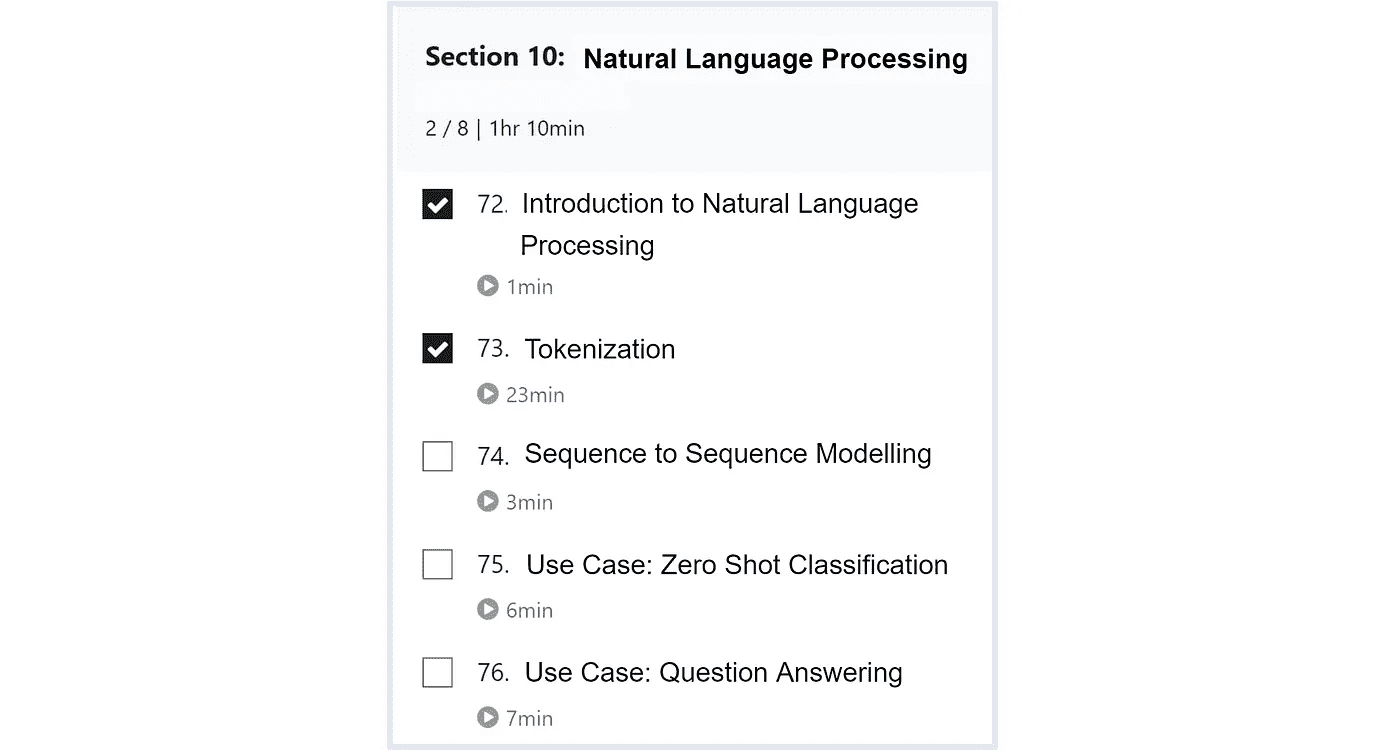 Section 10: Natural Language Processing
2 / 8 | 1hr 10min
72. Introduction to Natural Language
Processing
1min
73. Tokenization
23min
74. Sequence to Sequence Modelling
3min
75. Use Case: Zero Shot Classification
6min
76. Use Case: Question Answering
7min